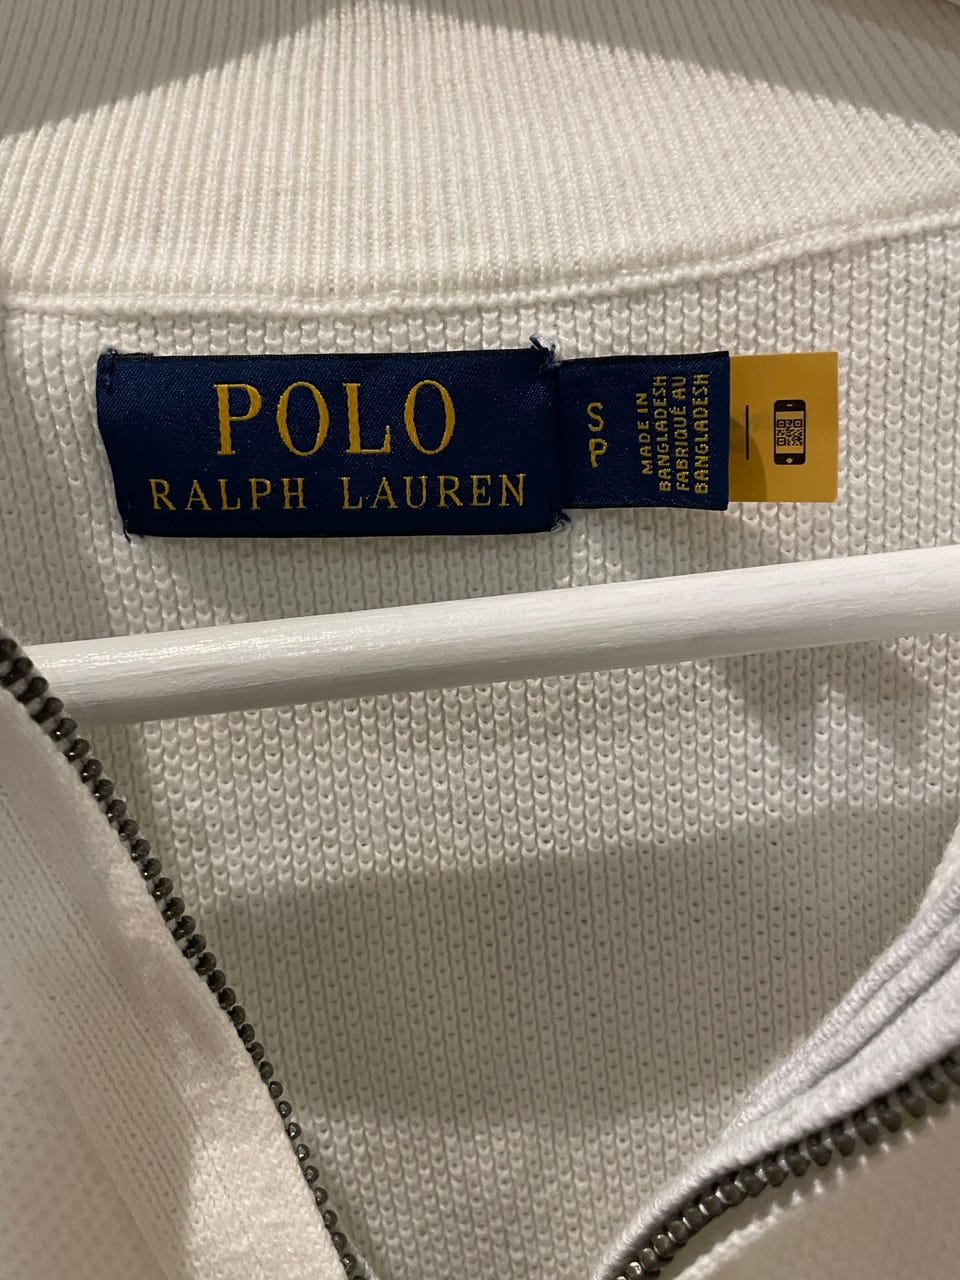 POLO
RALPH LAUREN
S
P
MADE IN
BANGLADESH
FABRIQUÉ AU
BANGLADESH